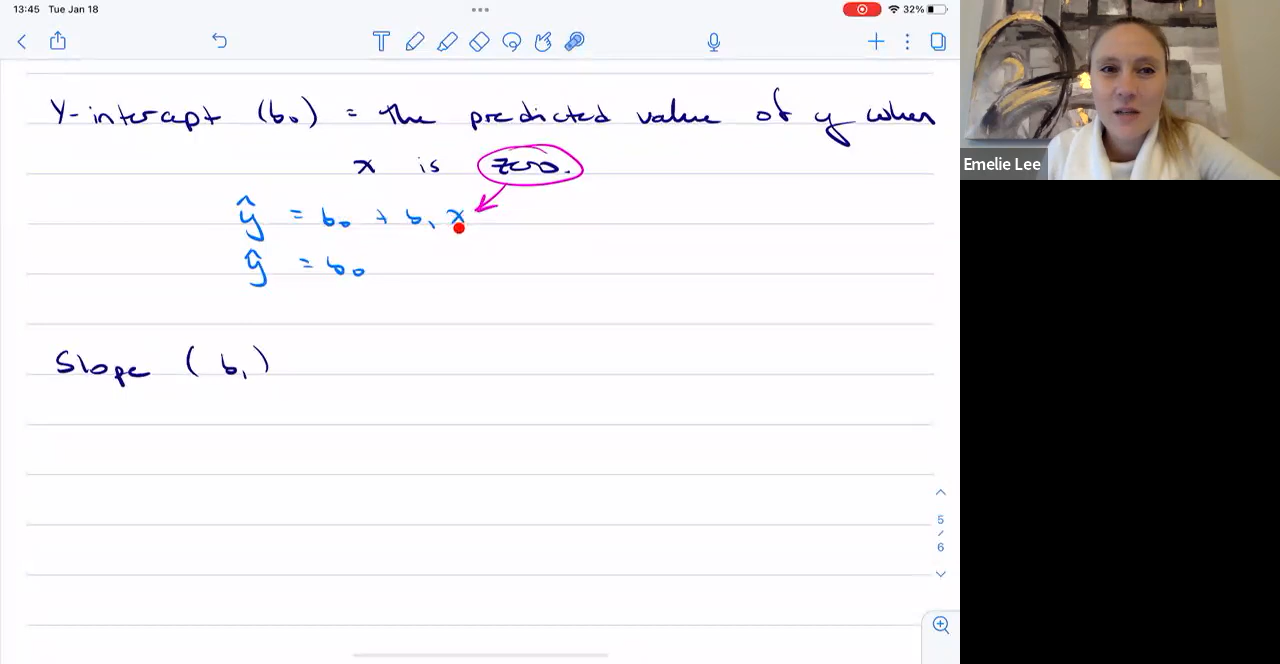 13:45 Tue Jan 18
32%
Y-intercept (b₀) = the predicted value of y when
x is zero.
ŷ = b₀ + b₁ x
ŷ = b₀
Slope (b₁)
5
/
6
Emelie Lee